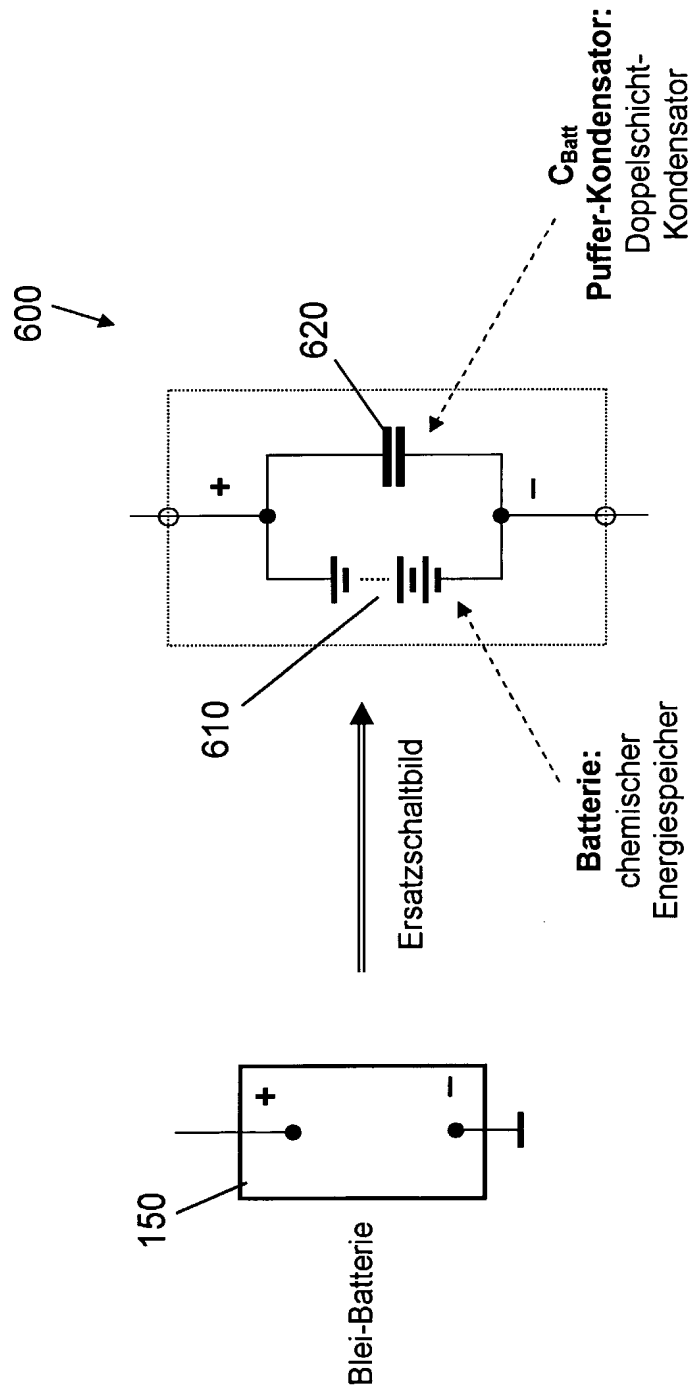 600
620
C_Batt
Puffer-Kondensator:
Doppelschicht-
Kondensator
+
−
610
Batterie:
chemischer
Energiespeicher
Ersatzschaltbild
150
+
−
Blei-Batterie